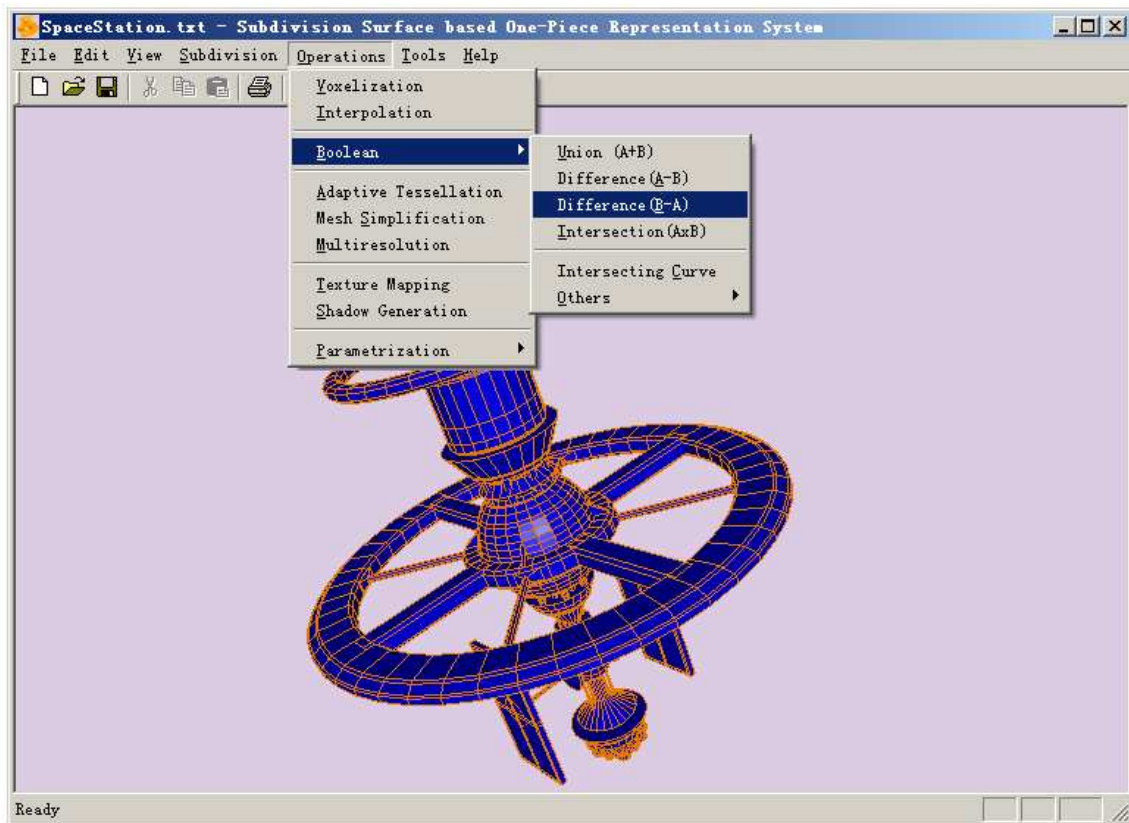 SpaceStation.txt - Subdivision Surface based One-Piece Representation System
File Edit View Subdivision Operations Tools Help
Voxelization
Interpolation
Boolean
Adaptive Tessellation
Mesh Simplification
Multiresolution
Texture Mapping
Shadow Generation
Parametrization
Union (A+B)
Difference(A-B)
Difference(B-A)
Intersection(AxB)
Intersecting Curve
Others
Ready